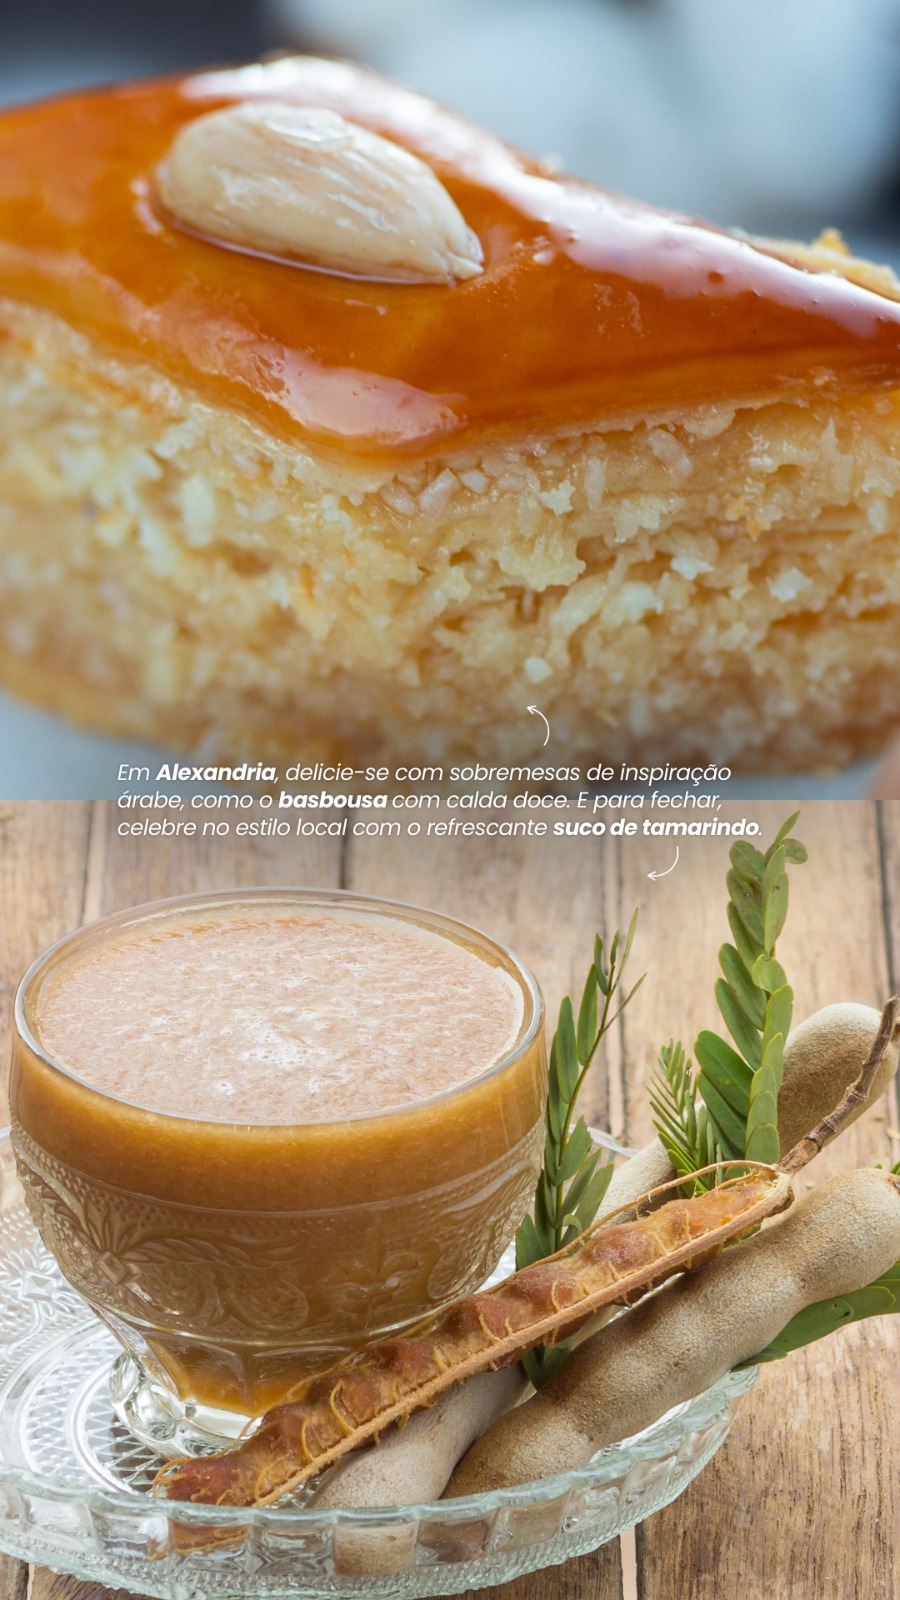 Em Alexandria, delicie-se com sobremesas de inspiração
árabe, como o basbousa com calda doce. E para fechar,
celebre no estilo local com o refrescante suco de tamarindo.